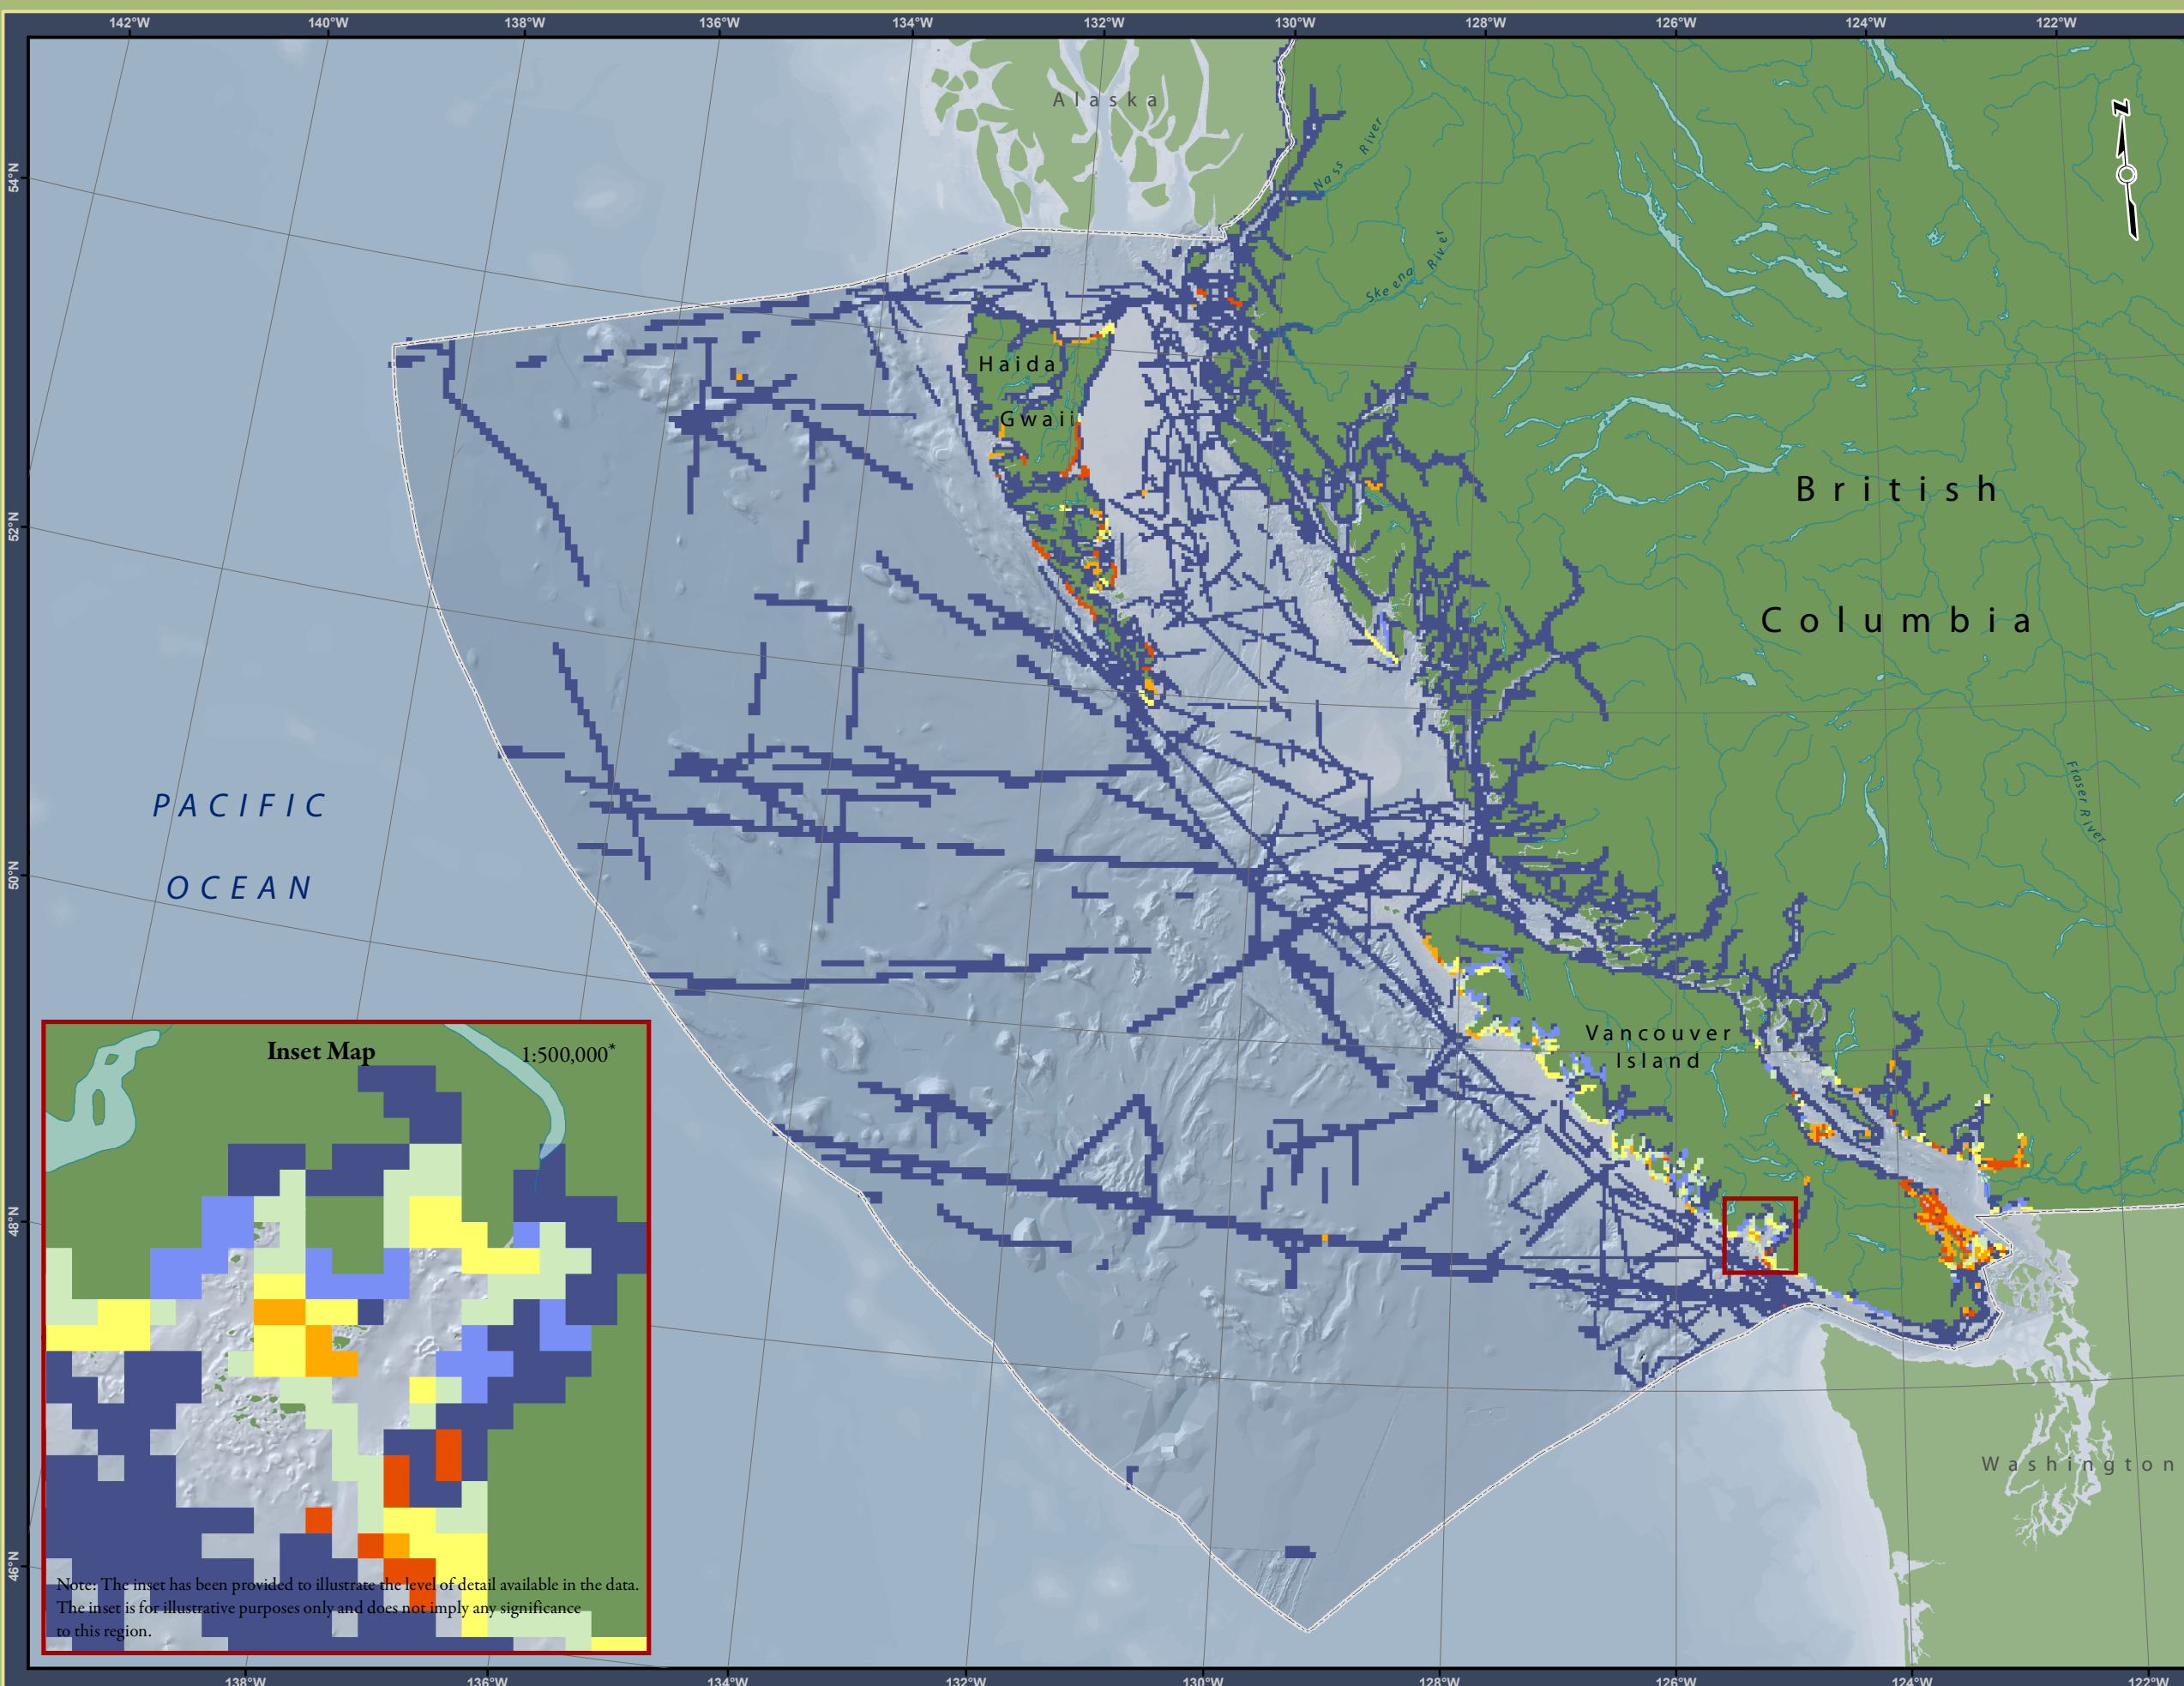 142°W 140°W 138°W 136°W 134°W 132°W 130°W 128°W 126°W 124°W 122°W
Alaska
N
Nass River
54°N
Skeena River
Haida
Gwaii
British
52°N
Columbia
PACIFIC
Fraser River
OCEAN
50°N
Vancouver
Island
Inset Map 1:500,000*
48°N
Washington
46°N
Note: The inset has been provided to illustrate the level of detail available in the data.
The inset is for illustrative purposes only and does not imply any significance
to this region.
138°W 136°W 134°W 132°W 130°W 128°W 126°W 124°W 122°W